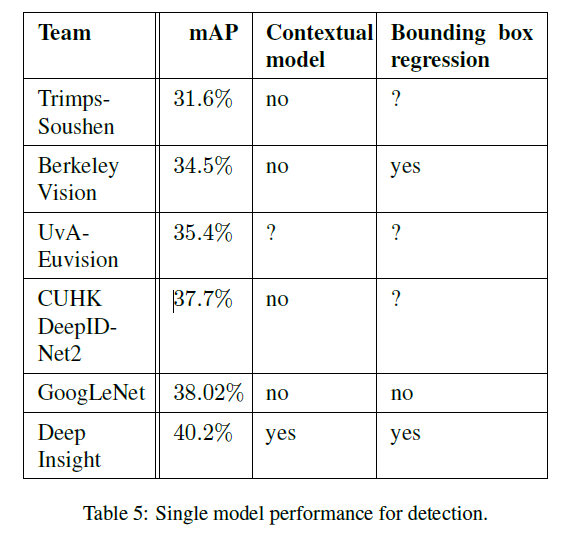 Team mAP Contextual model Bounding box regression
Trimps-Soushen 31.6% no ?
Berkeley Vision 34.5% no yes
UvA-Euvision 35.4% ? ?
CUHK DeepID-Net2 37.7% no ?
GoogLeNet 38.02% no no
Deep Insight 40.2% yes yes
Table 5: Single model performance for detection.